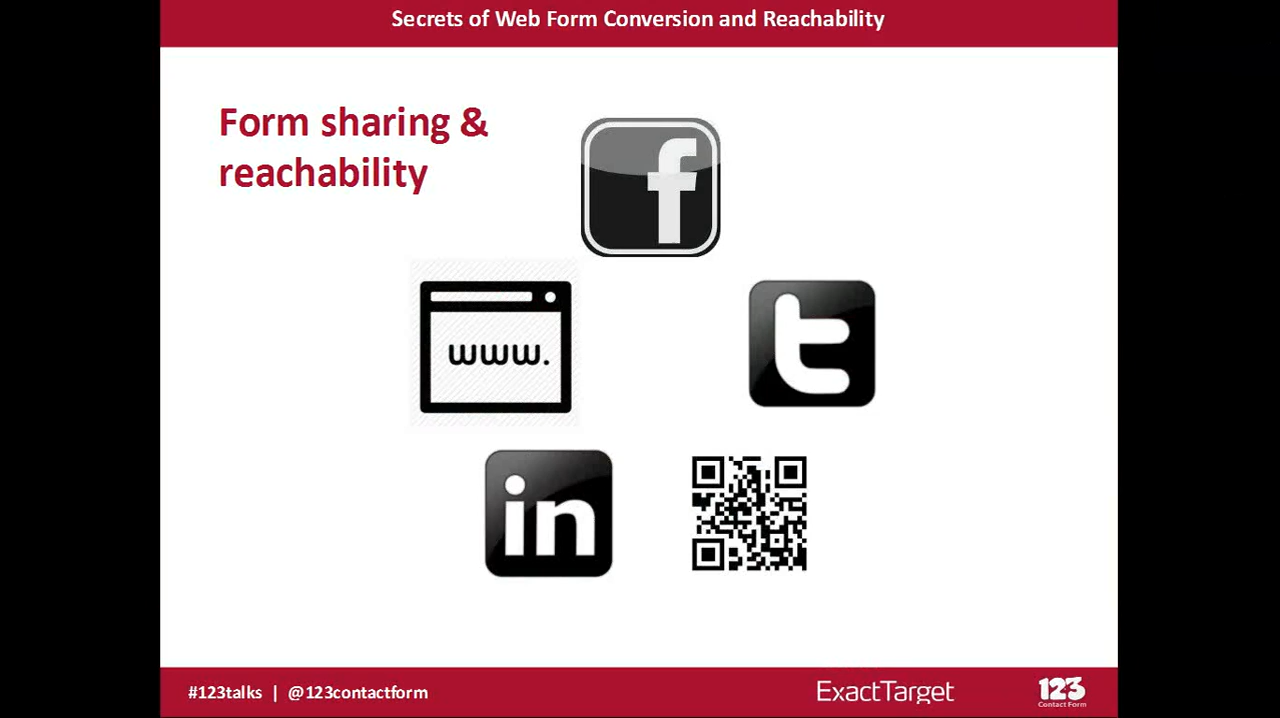 Secrets of Web Form Conversion and Reachability
Form sharing &
reachability
f
www.
t
in
#123talks | @123contactform
ExactTarget
123
Contact Form